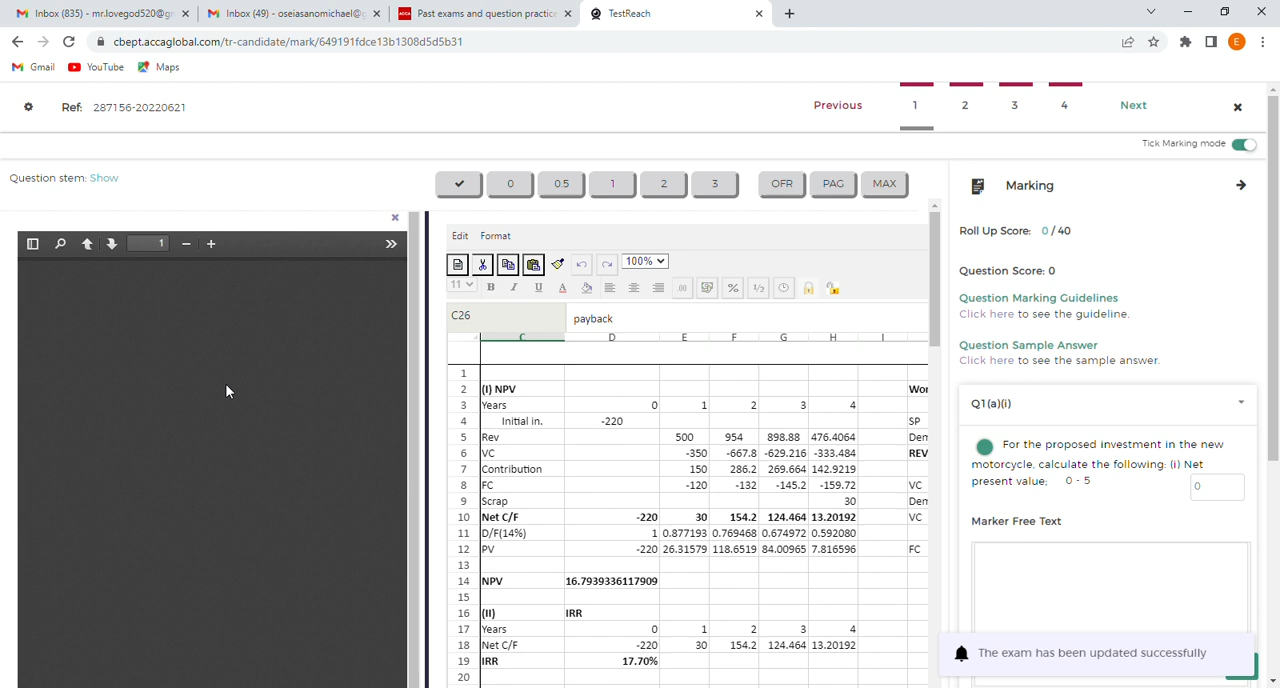 Inbox (835) - mr.lovegod520@gm
Inbox (49) - oseiasanomichael@g
ACCA Past exams and question practice
TestReach
cbept.accaglobal.com/tr-candidate/mark/649191fdce13b1308d5d5b31
E
Gmail YouTube Maps
Ref: 287156-20220621
Previous 1 2 3 4 Next
Tick Marking mode
Question stem: Show
0 0.5 1 2 3 OFR PAG MAX
Marking
Roll Up Score: 0 / 40
Question Score: 0
Question Marking Guidelines
Click here to see the guideline.
Question Sample Answer
Click here to see the sample answer.
Q1(a)(i)
For the proposed investment in the new
motorcycle, calculate the following: (i) Net
present value; 0 - 5
0
Marker Free Text
The exam has been updated successfully
1
Edit Format
100%
11 B I U A .00 % 1/2
C26 payback
C D E F G H I
1
2 (I) NPV Wor
3 Years 0 1 2 3 4
4 Initial in. -220 SP
5 Rev 500 954 898.88 476.4064 Dem
6 VC -350 -667.8 -629.216 -333.484 REV
7 Contribution 150 286.2 269.664 142.9219
8 FC -120 -132 -145.2 -159.72 VC
9 Scrap 30 Dem
10 Net C/F -220 30 154.2 124.464 13.20192 VC
11 D/F(14%) 1 0.877193 0.769468 0.674972 0.592080
12 PV -220 26.31579 118.6519 84.00965 7.816596 FC
13
14 NPV 16.7939336117909
15
16 (II) IRR
17 Years 0 1 2 3 4
18 Net C/F -220 30 154.2 124.464 13.20192
19 IRR 17.70%
20